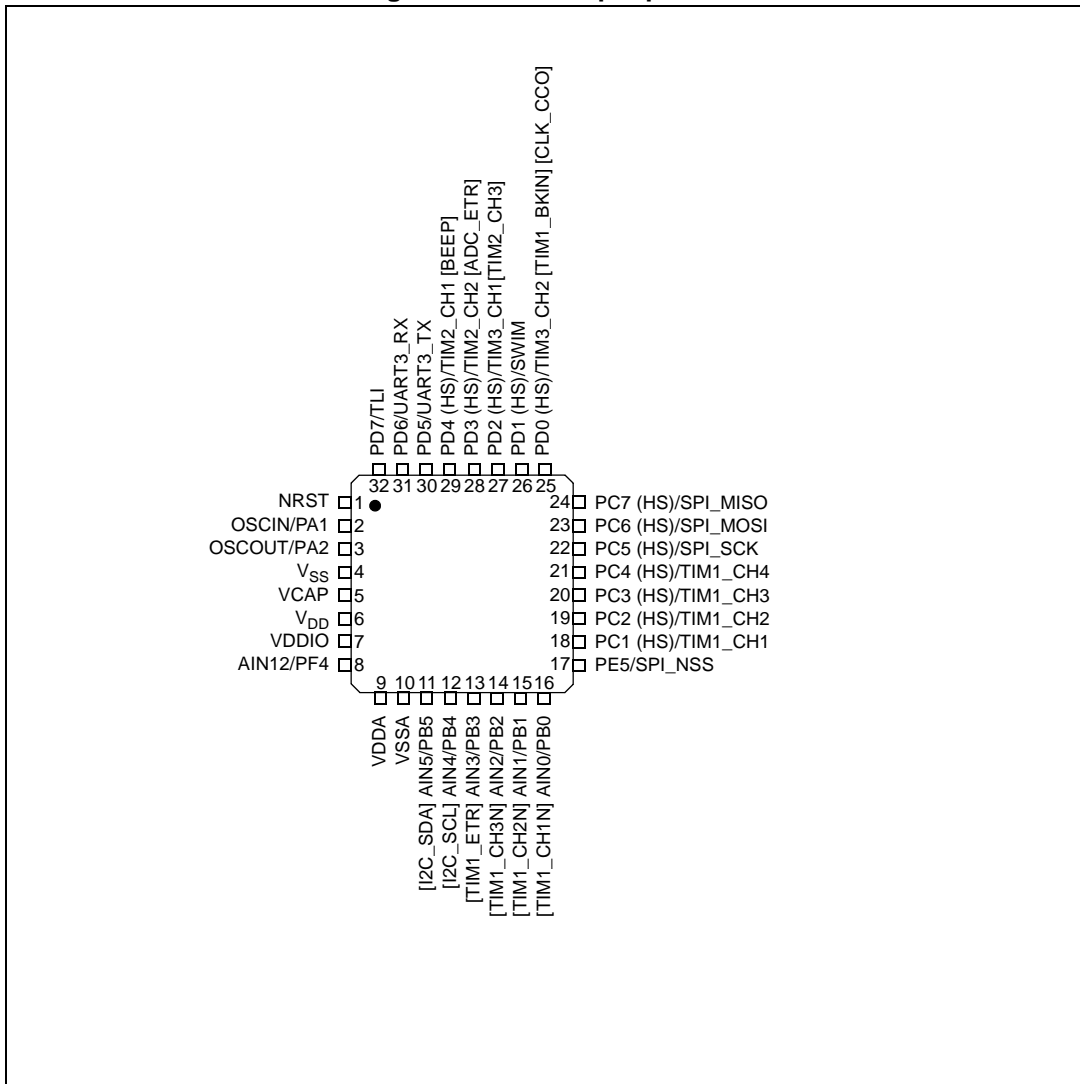 PD7/TLI
PD6/UART3_RX
PD5/UART3_TX
PD4 (HS)/TIM2_CH1 [BEEP]
PD3 (HS)/TIM2_CH2 [ADC_ETR]
PD2 (HS)/TIM3_CH1[TIM2_CH3]
PD1 (HS)/SWIM
PD0 (HS)/TIM3_CH2 [TIM1_BKIN] [CLK_CCO]
32 31 30 29 28 27 26 25
NRST 1
OSCIN/PA1 2
OSCOUT/PA2 3
VSS 4
VCAP 5
VDD 6
VDDIO 7
AIN12/PF4 8
24 PC7 (HS)/SPI_MISO
23 PC6 (HS)/SPI_MOSI
22 PC5 (HS)/SPI_SCK
21 PC4 (HS)/TIM1_CH4
20 PC3 (HS)/TIM1_CH3
19 PC2 (HS)/TIM1_CH2
18 PC1 (HS)/TIM1_CH1
17 PE5/SPI_NSS
9 10 11 12 13 14 15 16
VDDA
VSSA
[I2C_SDA] AIN5/PB5
[I2C_SCL] AIN4/PB4
[TIM1_ETR] AIN3/PB3
[TIM1_CH3N] AIN2/PB2
[TIM1_CH2N] AIN1/PB1
[TIM1_CH1N] AIN0/PB0